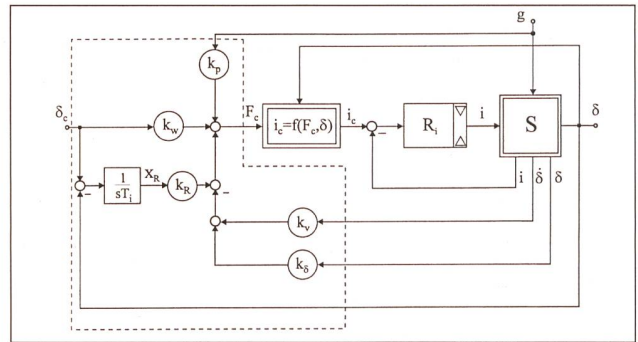 g
k_p
δ_c
k_w
F_c
i_c=f(F_c,δ)
i_c
R_i
i
S
δ
–
1
sT_i
X_R
k_R
–
–
i
δ̇
δ
k_v
k_δ